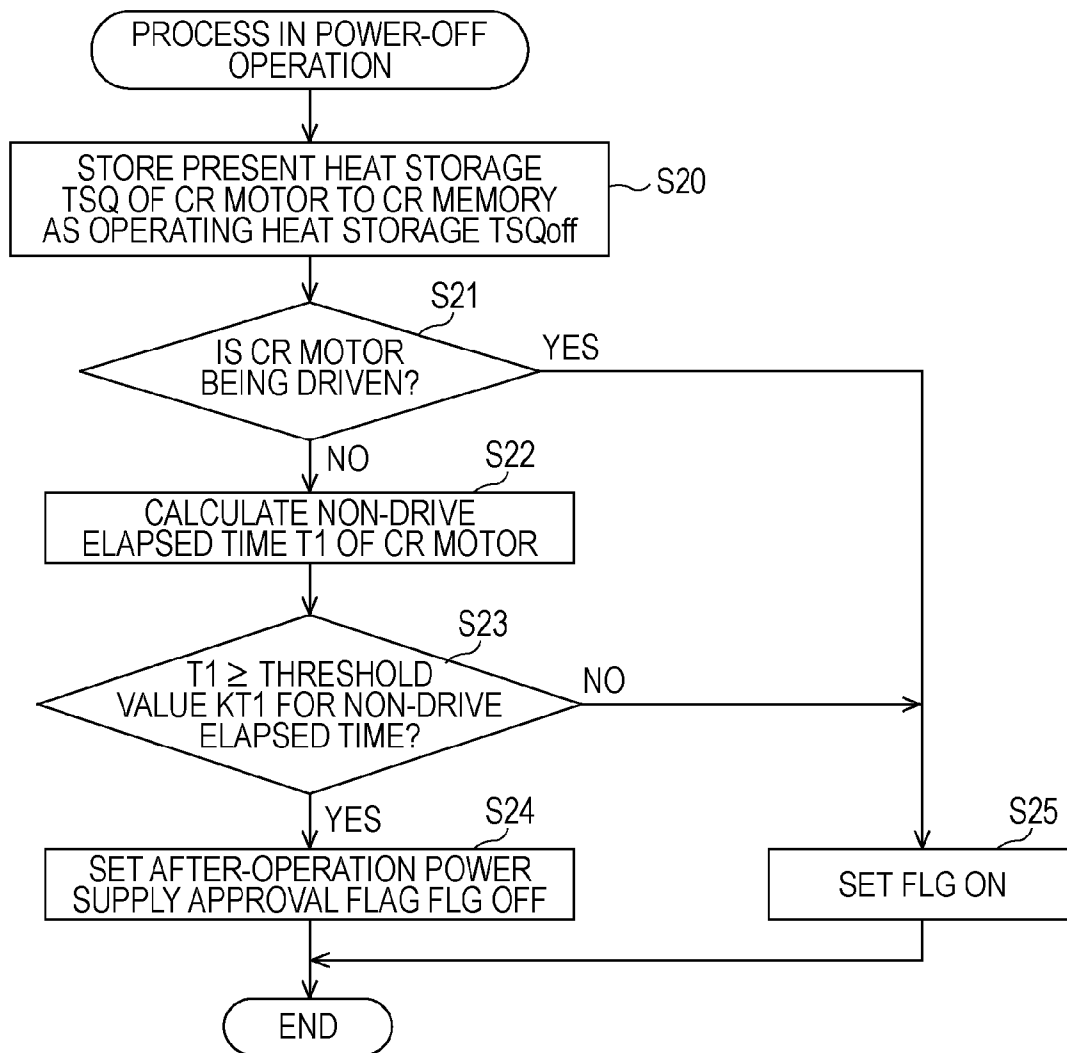 PROCESS IN POWER-OFF
OPERATION
STORE PRESENT HEAT STORAGE
TSQ OF CR MOTOR TO CR MEMORY
AS OPERATING HEAT STORAGE TSQoff
S20
S21
IS CR MOTOR
BEING DRIVEN?
YES
NO
S22
CALCULATE NON-DRIVE
ELAPSED TIME T1 OF CR MOTOR
S23
T1 ≥ THRESHOLD
VALUE KT1 FOR NON-DRIVE
ELAPSED TIME?
NO
YES
S24
SET AFTER-OPERATION POWER
SUPPLY APPROVAL FLAG FLG OFF
S25
SET FLG ON
END